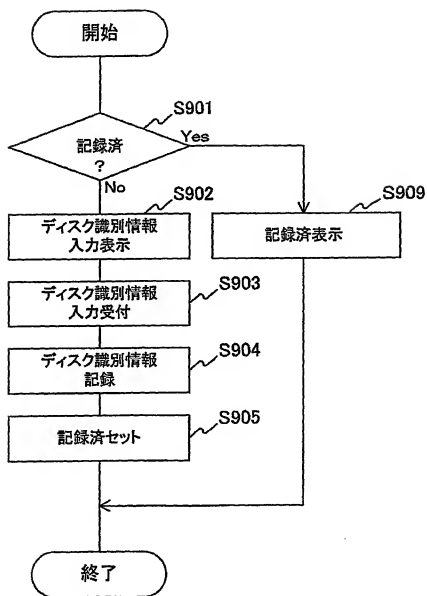 開始
S901
記録済
?
Yes
No
S902
ディスク識別情報
入力表示
S909
記録済表示
S903
ディスク識別情報
入力受付
S904
ディスク識別情報
記録
S905
記録済セット
終了